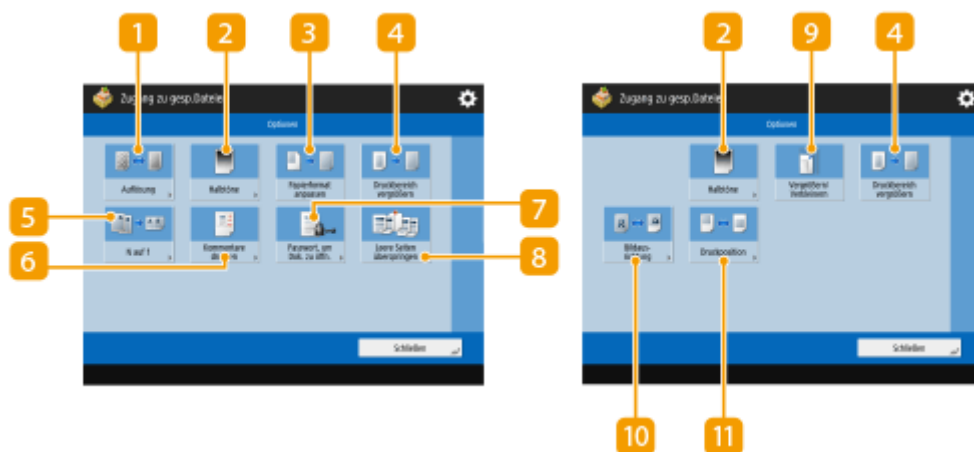 1 2 3 4
Zugang zu gesp.Dateien
Optionen
Auflösung
Halbtöne
Papierformat
anpassen
Druckbereich
vergrößern
5
6
7
8
N auf 1
Kommentare
Passwort, um
Dok. zu öffn.
Leere Seiten
überspringen
Schließen
2 9 4
Zugang zu gesp.Dateien
Optionen
Halbtöne
Vergrößern/
Verkleinern
Druckbereich
vergrößern
Druckposition
Schließen
10 11